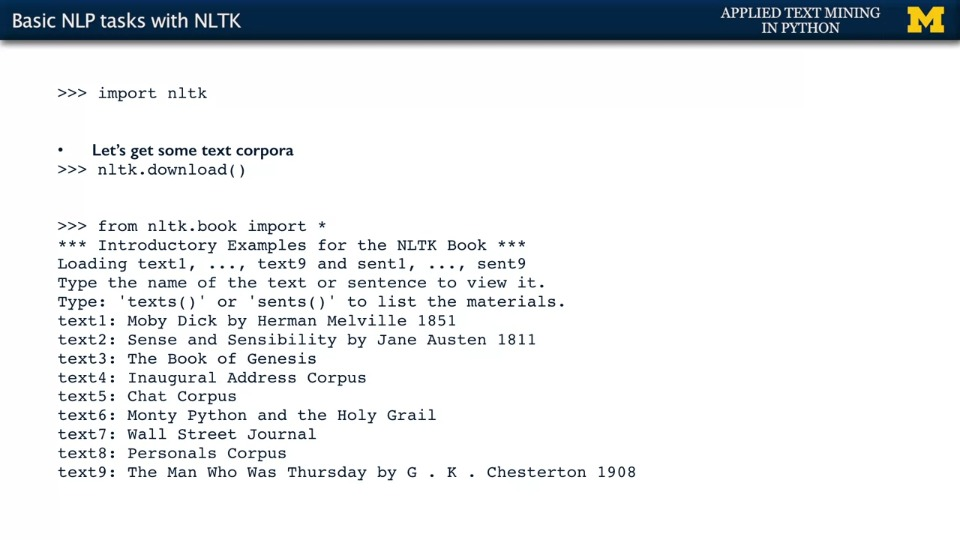 Basic NLP tasks with NLTK
APPLIED TEXT MINING
IN PYTHON
M
>>> import nltk
• Let's get some text corpora
>>> nltk.download()
>>> from nltk.book import *
*** Introductory Examples for the NLTK Book ***
Loading text1, ..., text9 and sent1, ..., sent9
Type the name of the text or sentence to view it.
Type: 'texts()' or 'sents()' to list the materials.
text1: Moby Dick by Herman Melville 1851
text2: Sense and Sensibility by Jane Austen 1811
text3: The Book of Genesis
text4: Inaugural Address Corpus
text5: Chat Corpus
text6: Monty Python and the Holy Grail
text7: Wall Street Journal
text8: Personals Corpus
text9: The Man Who Was Thursday by G . K . Chesterton 1908